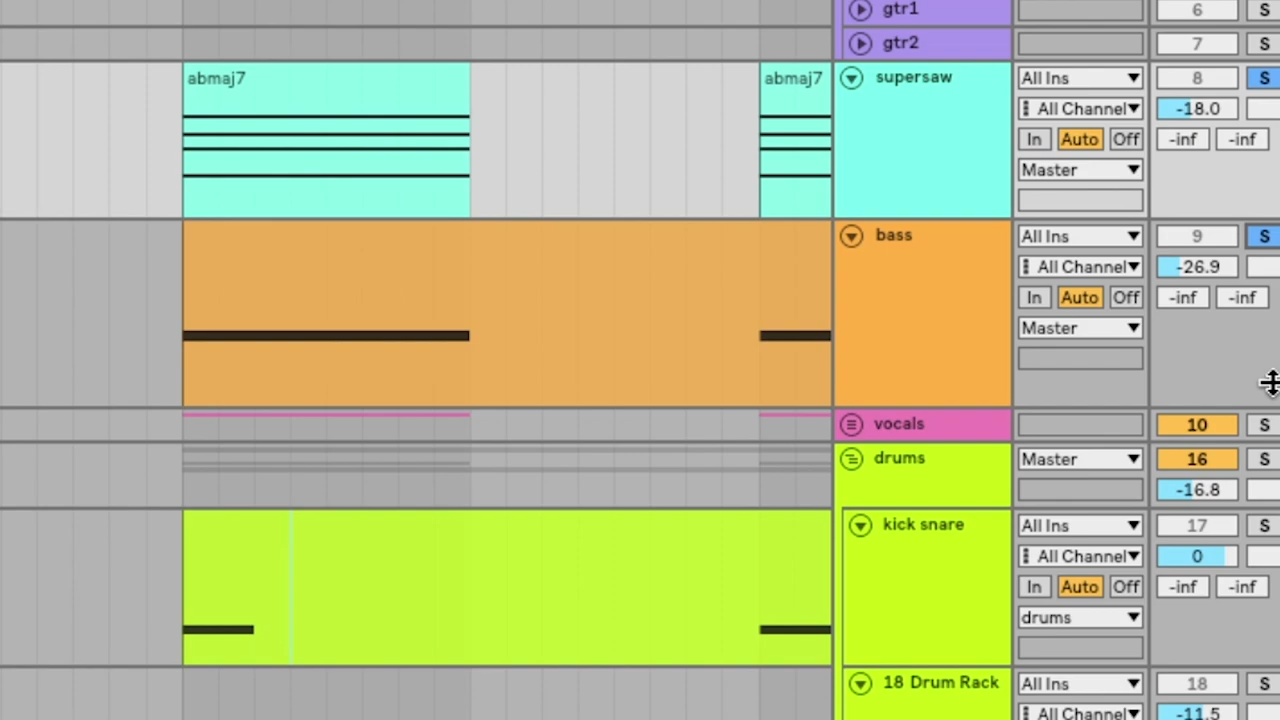 gtr1 6 S
gtr2 7 S
abmaj7 abmaj7 supersaw All Ins 8 S
All Channel -18.0
In Auto Off -inf -inf
Master
bass All Ins 9 S
All Channel -26.9
In Auto Off -inf -inf
Master
vocals 10 S
drums Master 16 S
-16.8
kick snare All Ins 17 S
All Channel 0
In Auto Off -inf -inf
drums
18 Drum Rack All Ins 18 S
All Channel -11.5